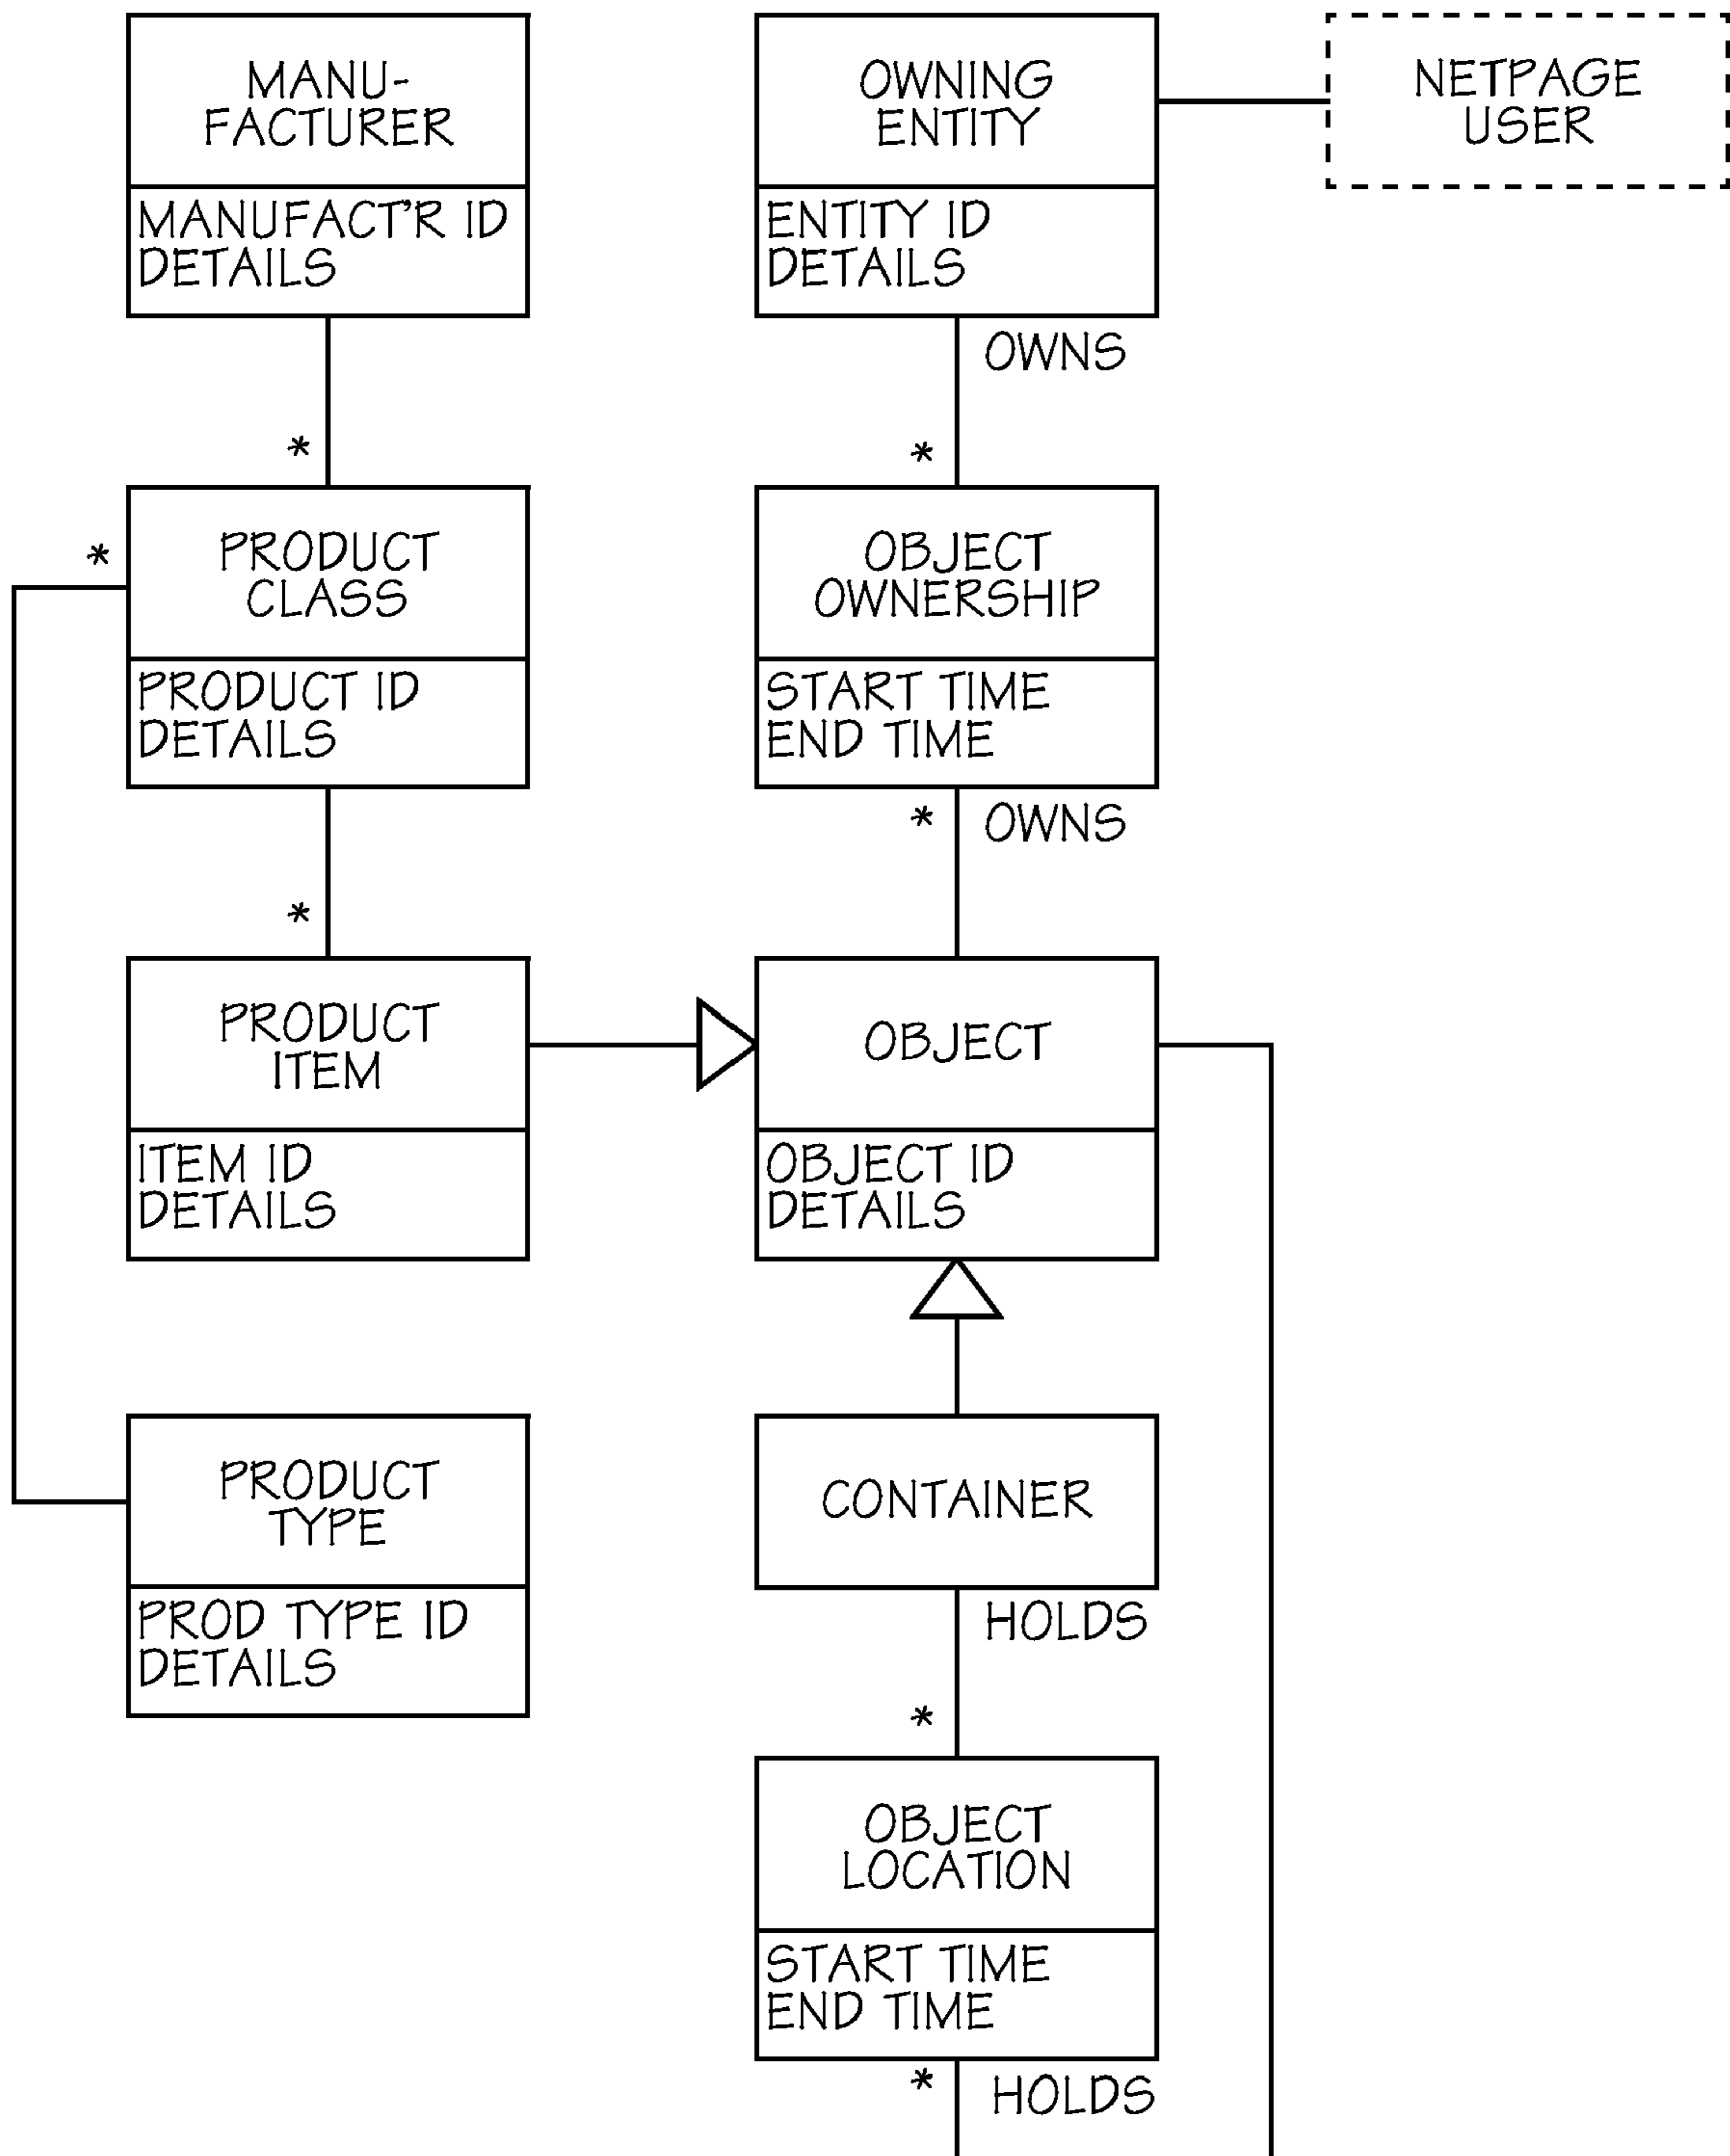 MANU-
FACTURER
MANUFACT'R ID
DETAILS
*
*
PRODUCT
CLASS
PRODUCT ID
DETAILS
*
PRODUCT
ITEM
ITEM ID
DETAILS
PRODUCT
TYPE
PROD TYPE ID
DETAILS
OWNING
ENTITY
ENTITY ID
DETAILS
OWNS
*
OBJECT
OWNERSHIP
START TIME
END TIME
* OWNS
OBJECT
OBJECT ID
DETAILS
CONTAINER
HOLDS
*
OBJECT
LOCATION
START TIME
END TIME
* HOLDS
NETPAGE
USER